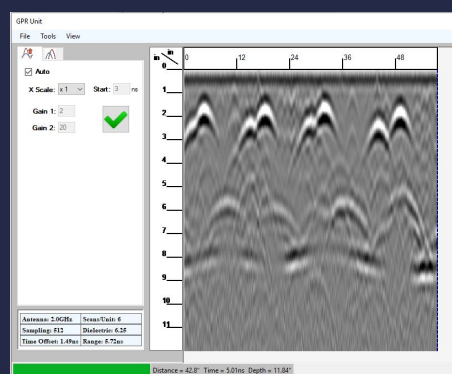 GPR Unit
File Tools View
Auto
X Scale: x 1 Start: 3 ns
Gain 1: 2
Gain 2: 20
Antenna: 2.0GHz Scans/Unit: 6
Sampling: 512 Dielectric: 6.25
Time Offset: 1.49ns Range: 5.72ns
in in
0 12 24 36 48
0
1
2
3
4
5
6
7
8
9
10
11
Distance = 42.8" Time = 5.01ns Depth = 11.84"